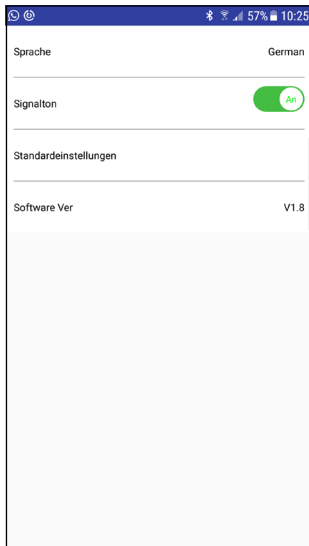 57% 10:25
Sprache German
Signalton An
Standardeinstellungen
Software Ver V1.8